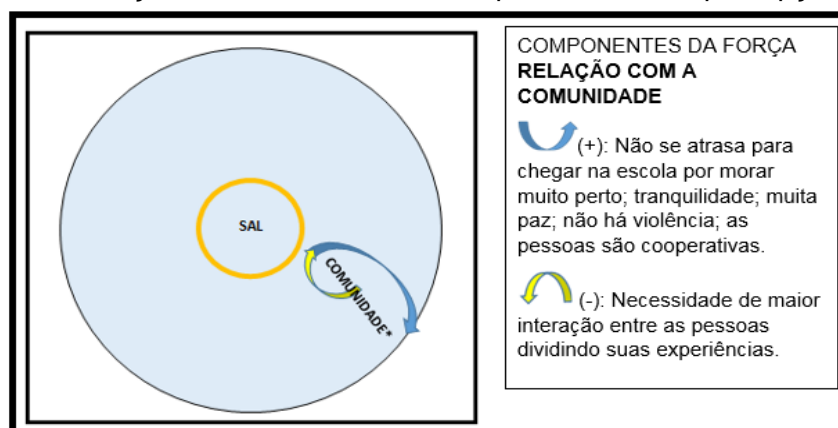 SAL
COMUNIDADE*
COMPONENTES DA FORÇA
RELAÇÃO COM A
COMUNIDADE
(+): Não se atrasa para
chegar na escola por morar
muito perto; tranquilidade; muita
paz; não há violência; as
pessoas são cooperativas.
(-): Necessidade de maior
interação entre as pessoas
dividindo suas experiências.